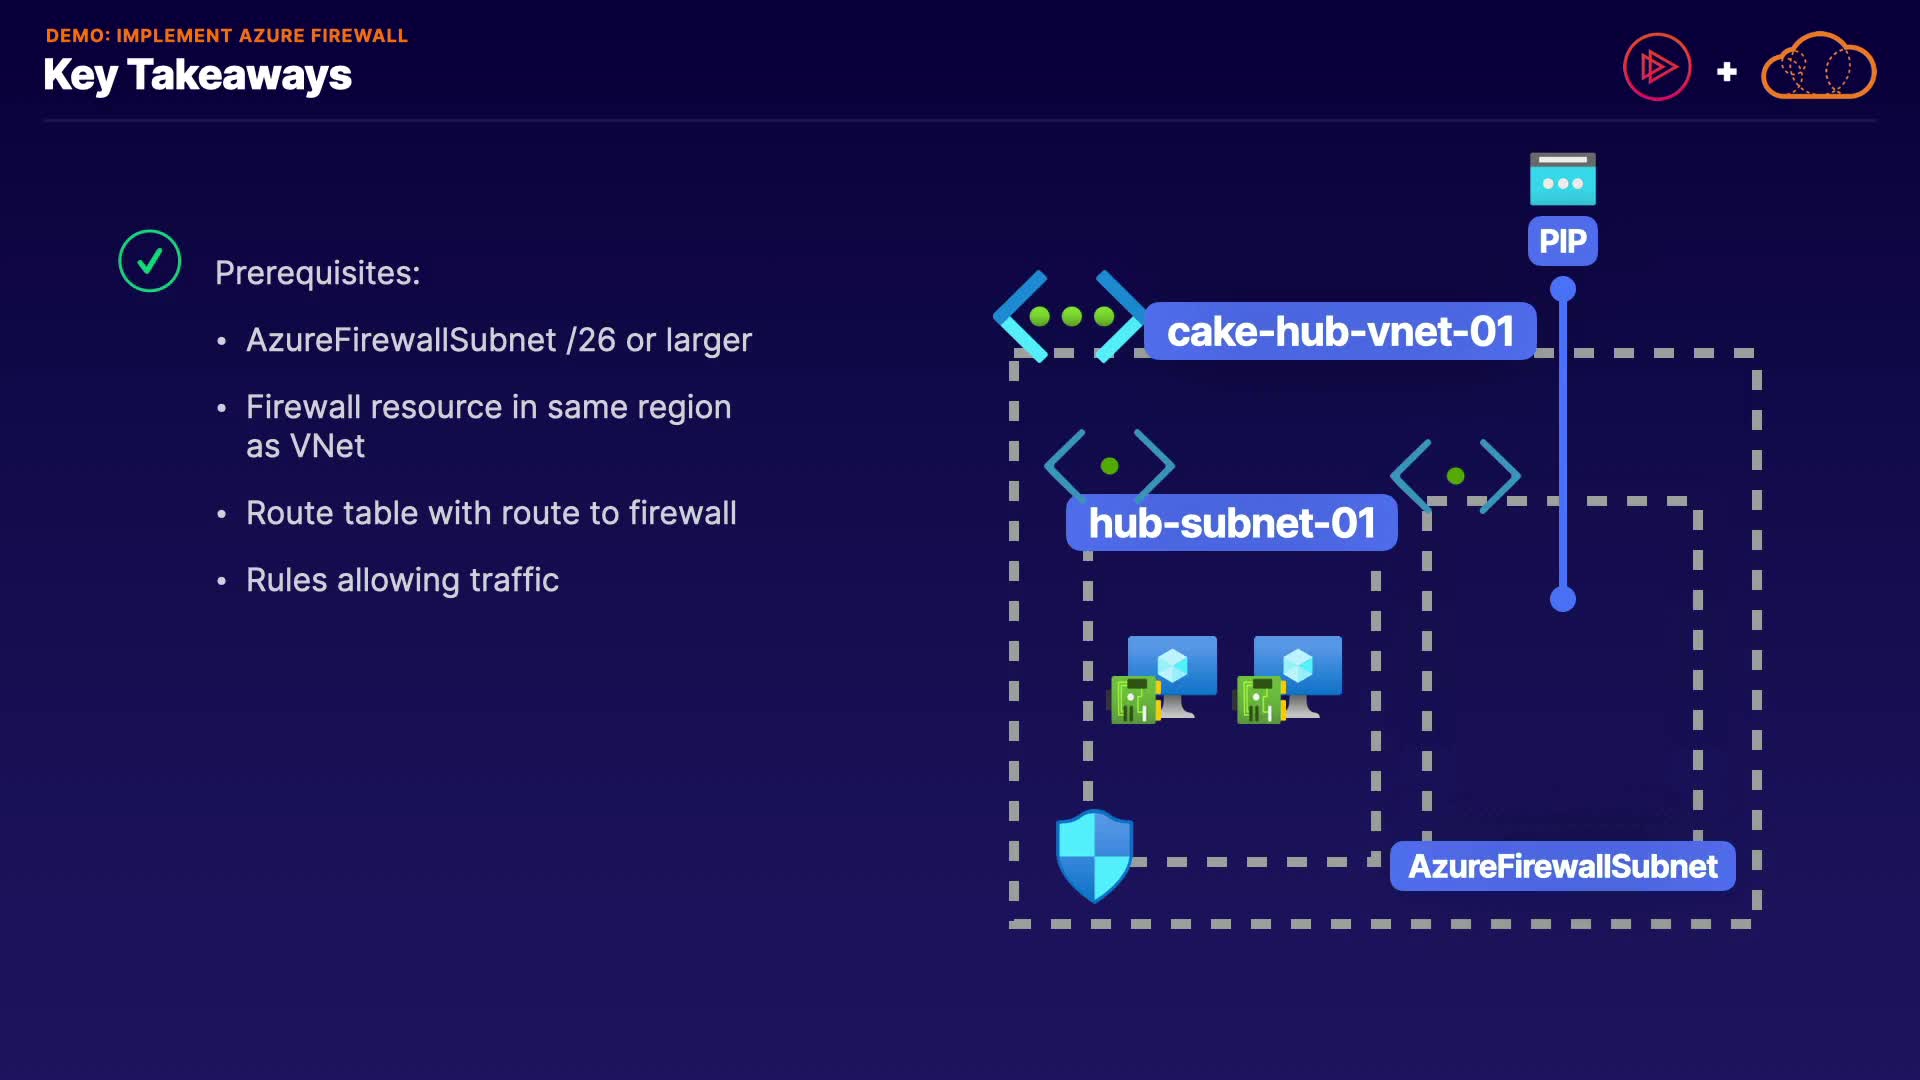 DEMO: IMPLEMENT AZURE FIREWALL
Key Takeaways
+
Prerequisites:
• AzureFirewallSubnet /26 or larger
• Firewall resource in same region
as VNet
• Route table with route to firewall
• Rules allowing traffic
PIP
cake-hub-vnet-01
hub-subnet-01
AzureFirewallSubnet